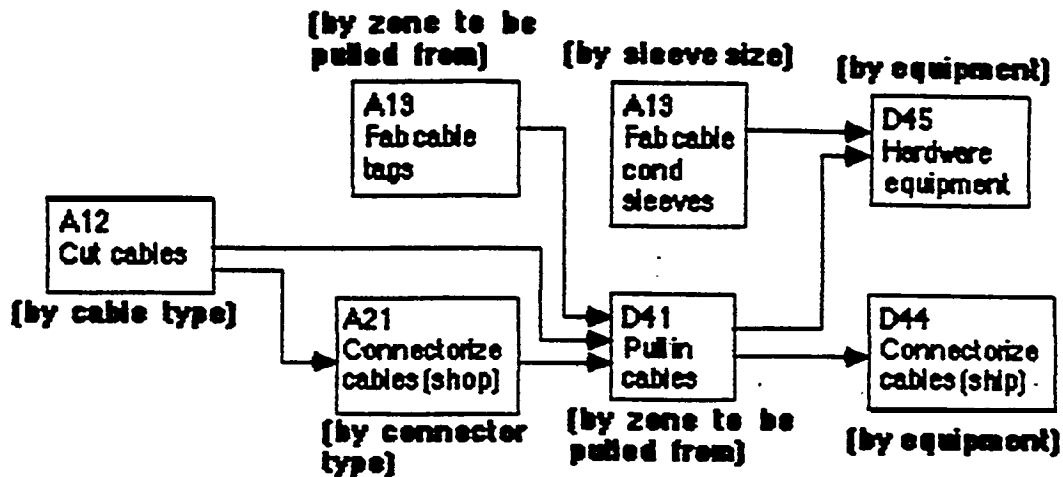 [by zone to be
pulled from]
A13
Fab cable
tags
[by sleeve size]
A13
Fab cable
cond
sleeves
[by equipment]
D45
Hardware
equipment
A12
Cut cables
[by cable type]
A21
Connectorize
cables (shop)
[by connector
type]
D41
Pull in
cables
[by zone to be
pulled from]
D44
Connectorize
cables (ship)
[by equipment]